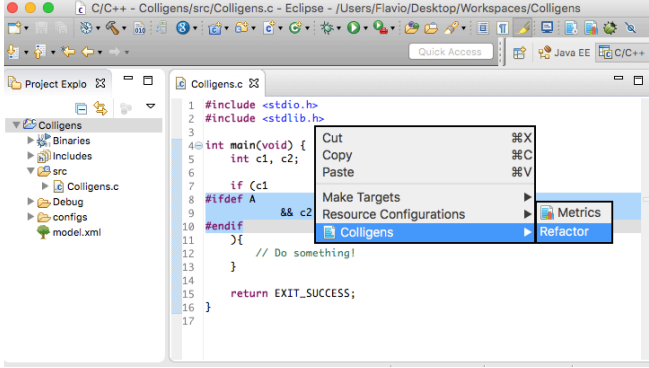 C/C++ - Colligens/src/Colligens.c - Eclipse - /Users/Flavio/Desktop/Workspaces/Colligens
Quick Access
Java EE
C/C++
Project Explo
Colligens
Binaries
Includes
src
Colligens.c
Debug
configs
model.xml
Colligens.c
1 #include <stdio.h>
2 #include <stdlib.h>
3
4 int main(void) {
5 int c1, c2;
6
7 if (c1
8 #ifdef A
9 && c2
10 #endif
11 ){
12 // Do something!
13 }
14
15 return EXIT_SUCCESS;
16 }
17
Cut ⌘X
Copy ⌘C
Paste ⌘V
Make Targets
Resource Configurations
Colligens
Metrics
Refactor